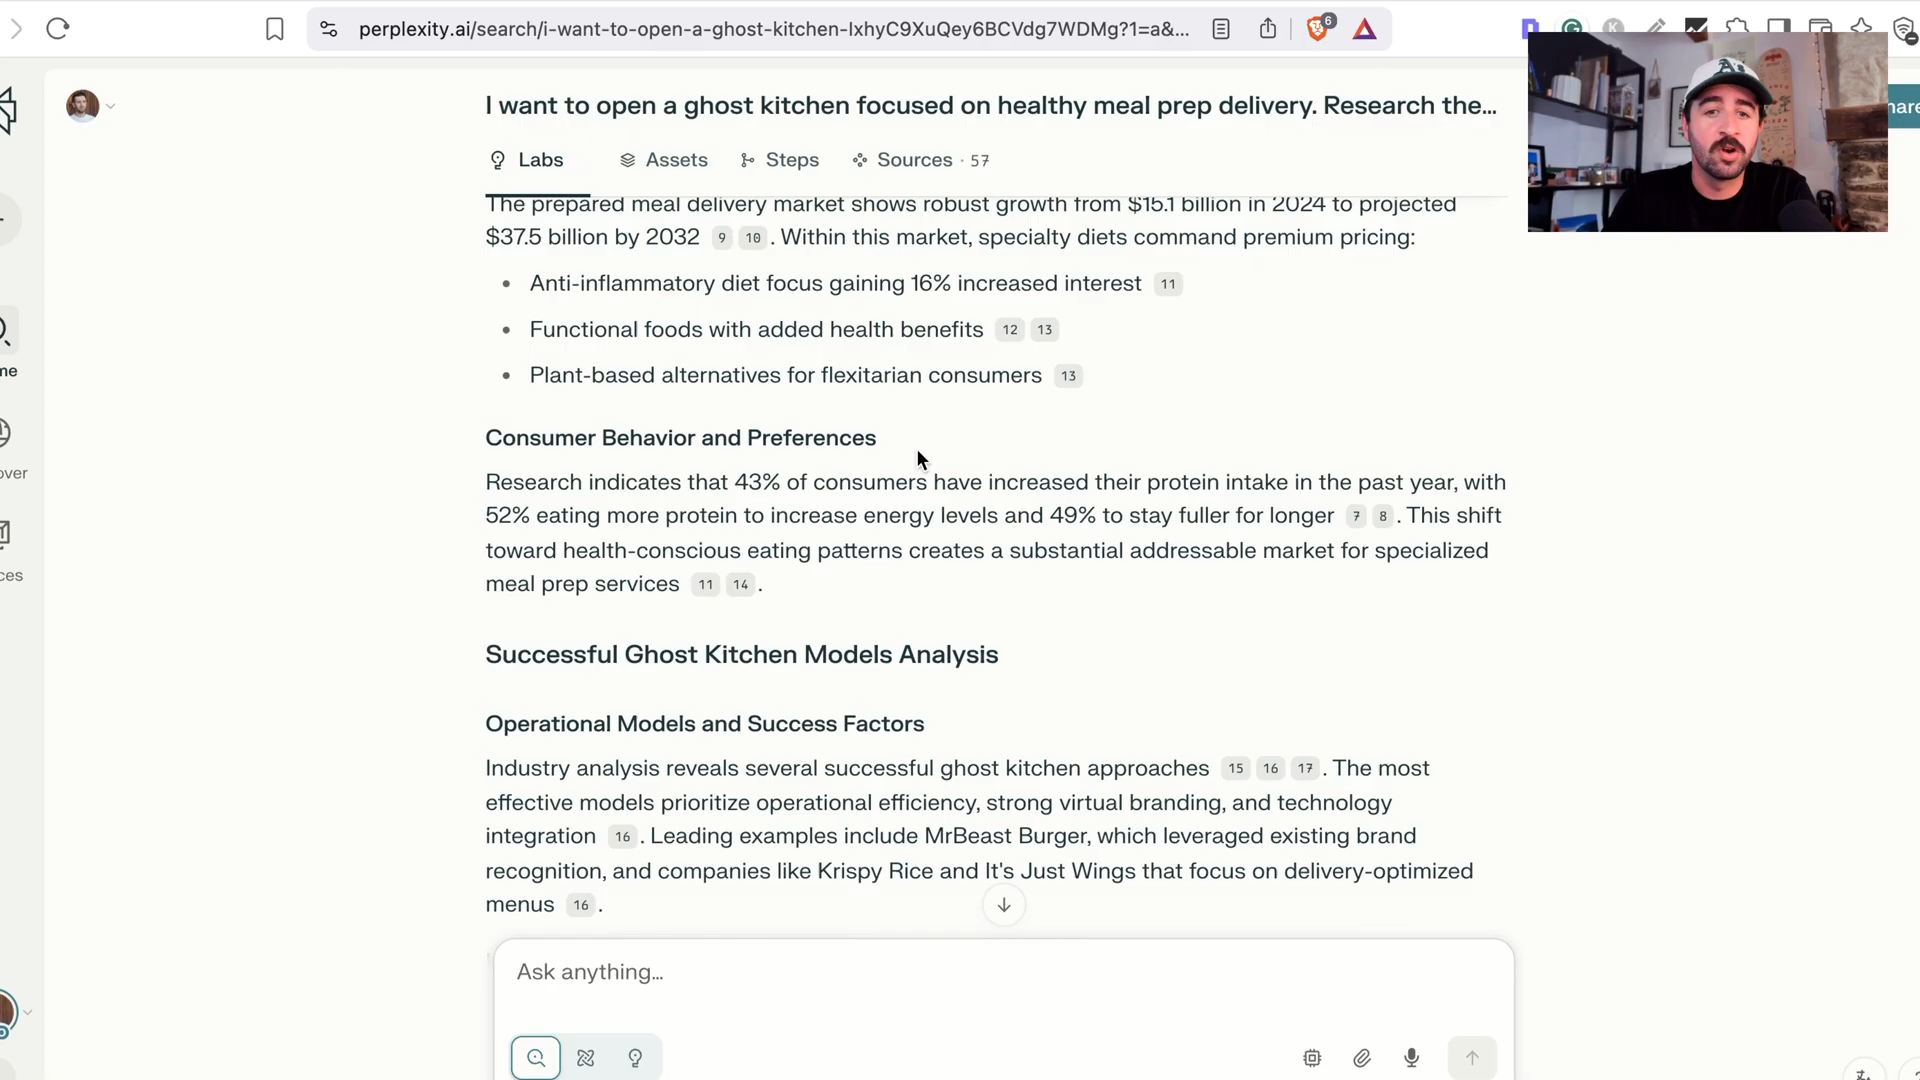 perplexity.ai/search/i-want-to-open-a-ghost-kitchen-IxhyC9XuQey6BCVdg7WDMg?1=a&...
6
I want to open a ghost kitchen focused on healthy meal prep delivery. Research the...
hare
Labs
Assets
Steps
Sources · 57
The prepared meal delivery market shows robust growth from $15.1 billion in 2024 to projected
$37.5 billion by 2032 9 10 . Within this market, specialty diets command premium pricing:
• Anti-inflammatory diet focus gaining 16% increased interest 11
• Functional foods with added health benefits 12 13
• Plant-based alternatives for flexitarian consumers 13
me
over
ces
Consumer Behavior and Preferences
Research indicates that 43% of consumers have increased their protein intake in the past year, with
52% eating more protein to increase energy levels and 49% to stay fuller for longer 7 8 . This shift
toward health-conscious eating patterns creates a substantial addressable market for specialized
meal prep services 11 14 .
Successful Ghost Kitchen Models Analysis
Operational Models and Success Factors
Industry analysis reveals several successful ghost kitchen approaches 15 16 17 . The most
effective models prioritize operational efficiency, strong virtual branding, and technology
integration 16 . Leading examples include MrBeast Burger, which leveraged existing brand
recognition, and companies like Krispy Rice and It's Just Wings that focus on delivery-optimized
menus 16 .
Ask anything...